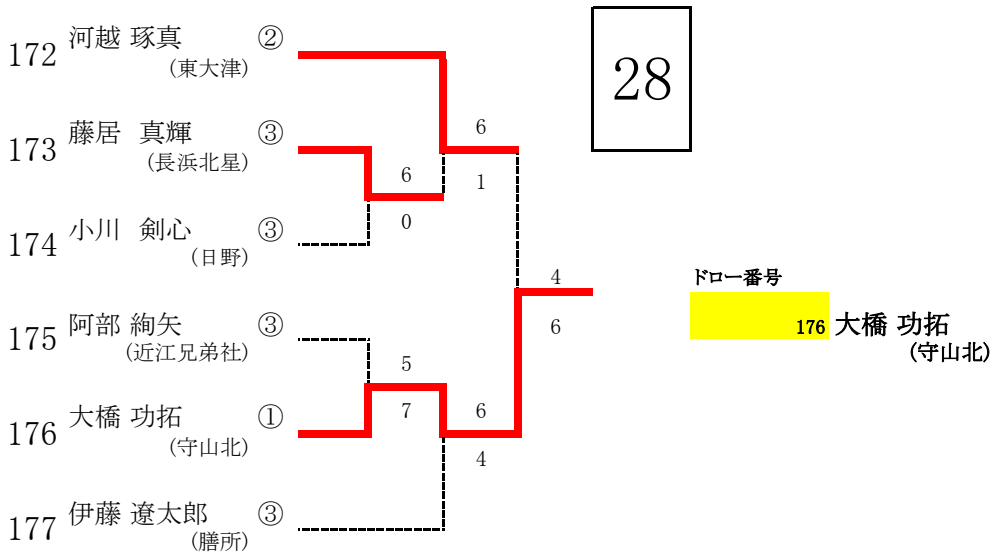 28
172 河越 琢真 ②
(東大津)
6
173 藤居 真輝 ③
(長浜北星)
6
1
0
174 小川 剣心 ③
(日野)
4
ドロー番号
6
176 大橋 功拓
(守山北)
175 阿部 絢矢 ③
(近江兄弟社)
5
7
6
176 大橋 功拓 ①
(守山北)
4
177 伊藤 遼太郎 ③
(膳所)